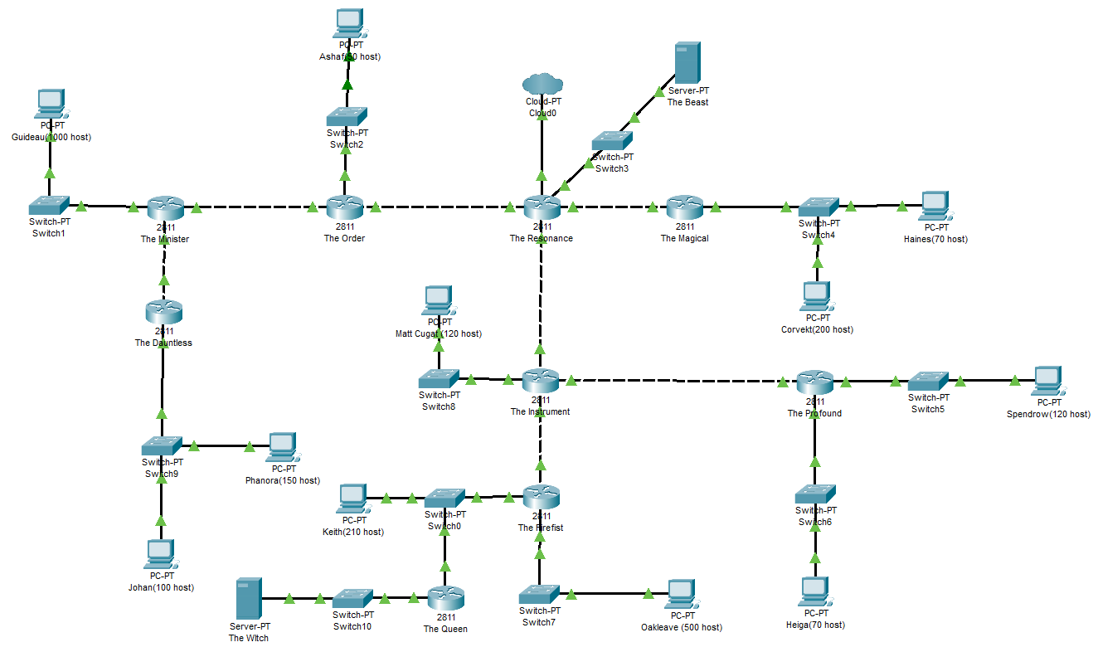 PC-PT
Ashaf(50 host)
Server-PT
The Beast
Cloud-PT
Cloud0
PC-PT
Guideau(1000 host)
Switch-PT
Switch2
Switch-PT
Switch3
Switch-PT
Switch1
2811
The Minister
2811
The Order
2811
The Resonance
2811
The Magical
Switch-PT
Switch4
PC-PT
Haines(70 host)
2811
The Dauntless
PC-PT
Matt Cugat (120 host)
PC-PT
Corvekt(200 host)
Switch-PT
Switch8
2811
The Instrument
2811
The Profound
Switch-PT
Switch5
PC-PT
Spendrow(120 host)
Switch-PT
Switch9
PC-PT
Phanora(150 host)
PC-PT
Keith(210 host)
Switch-PT
Switch0
2811
The Firefist
Switch-PT
Switch6
PC-PT
Johan(100 host)
Server-PT
The Witch
Switch-PT
Switch10
2811
The Queen
Switch-PT
Switch7
PC-PT
Oakleave (500 host)
PC-PT
Heiga(70 host)